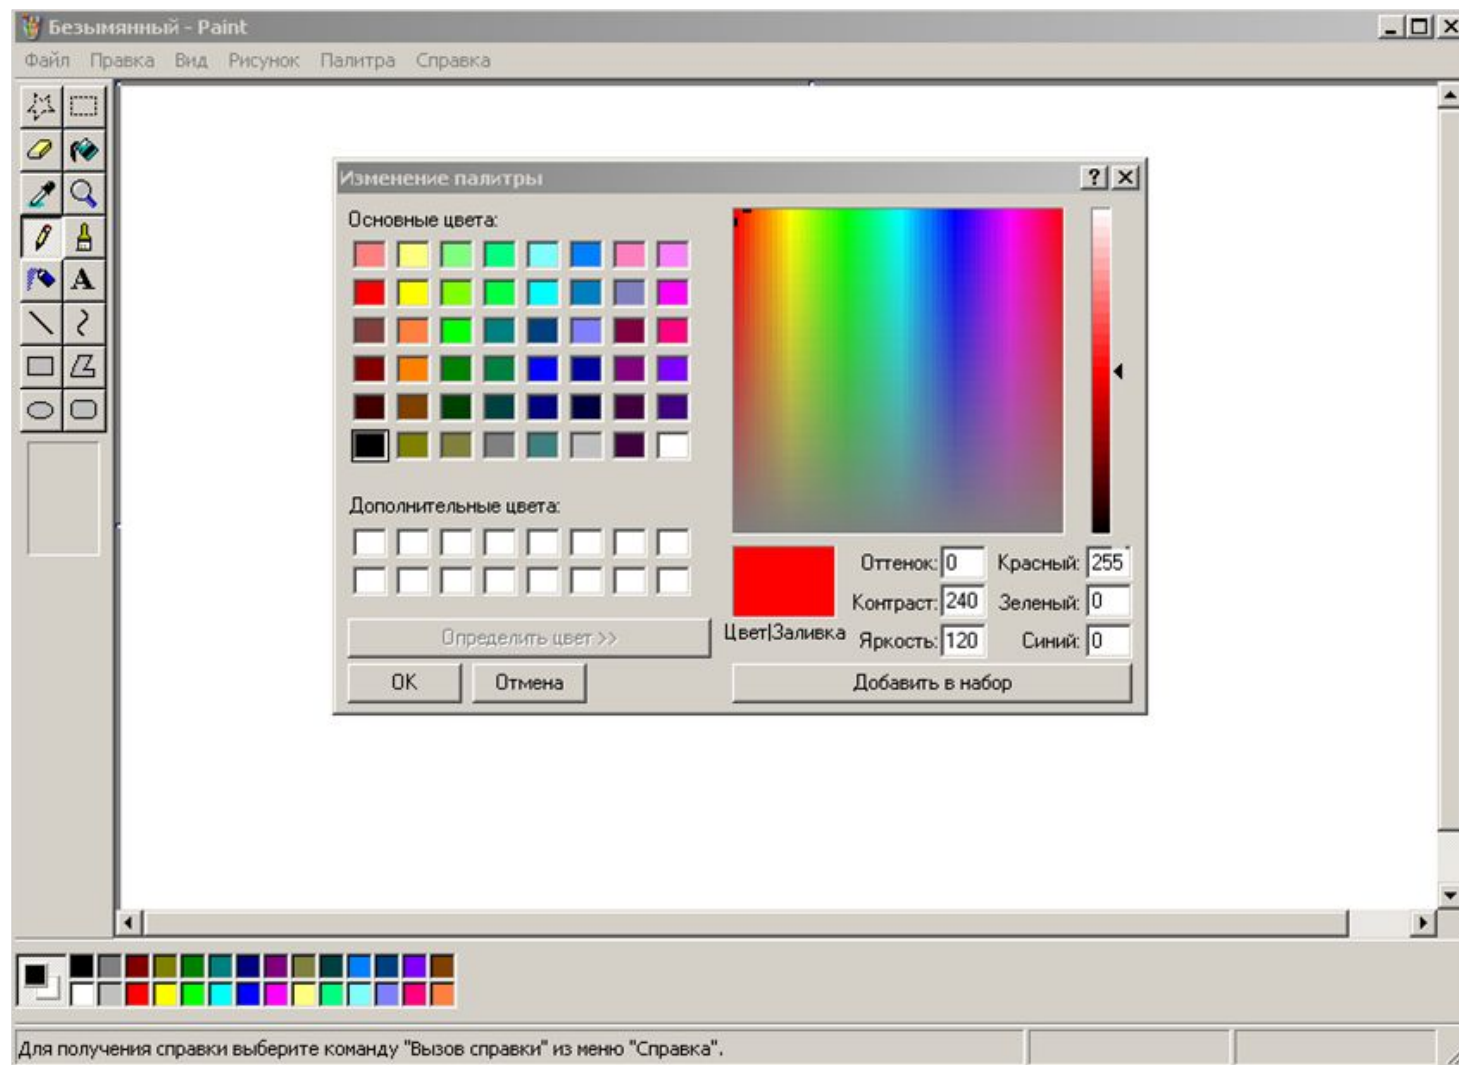 Безымянный - Paint
Файл Правка Вид Рисунок Палитра Справка
A
Изменение палитры
?
Основные цвета:
Дополнительные цвета:
Определить цвет >>
OK Отмена
Цвет|Заливка
Оттенок: 0 Красный: 255
Контраст: 240 Зеленый: 0
Яркость: 120 Синий: 0
Добавить в набор
Для получения справки выберите команду "Вызов справки" из меню "Справка".